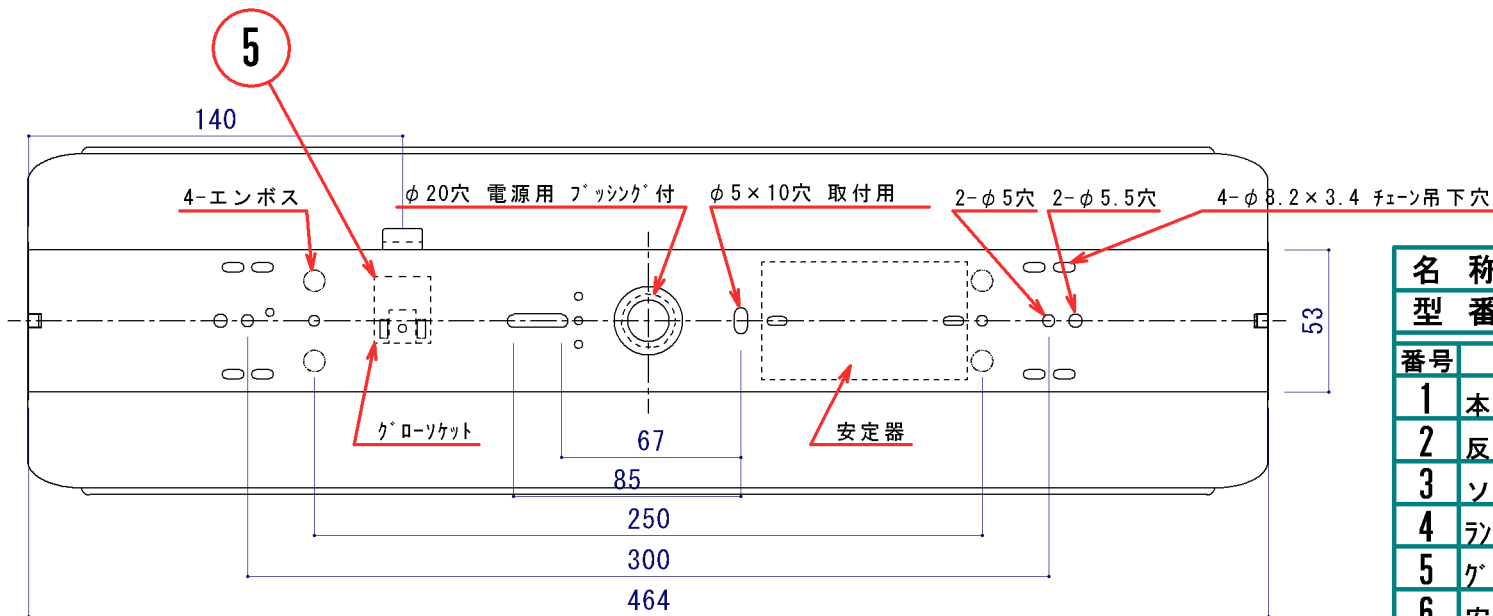 5
140
4-エンボス
φ20穴 電源用 ブッシング付
φ5×10穴 取付用
2-φ5穴
2-φ5.5穴
4-φ8.2×3.4 チェーン吊下穴
53
グローソケット
安定器
67
85
250
300
464
名 称
型 番
番号
1 本
2 反
3 ソ
4 ラン
5 グ
6